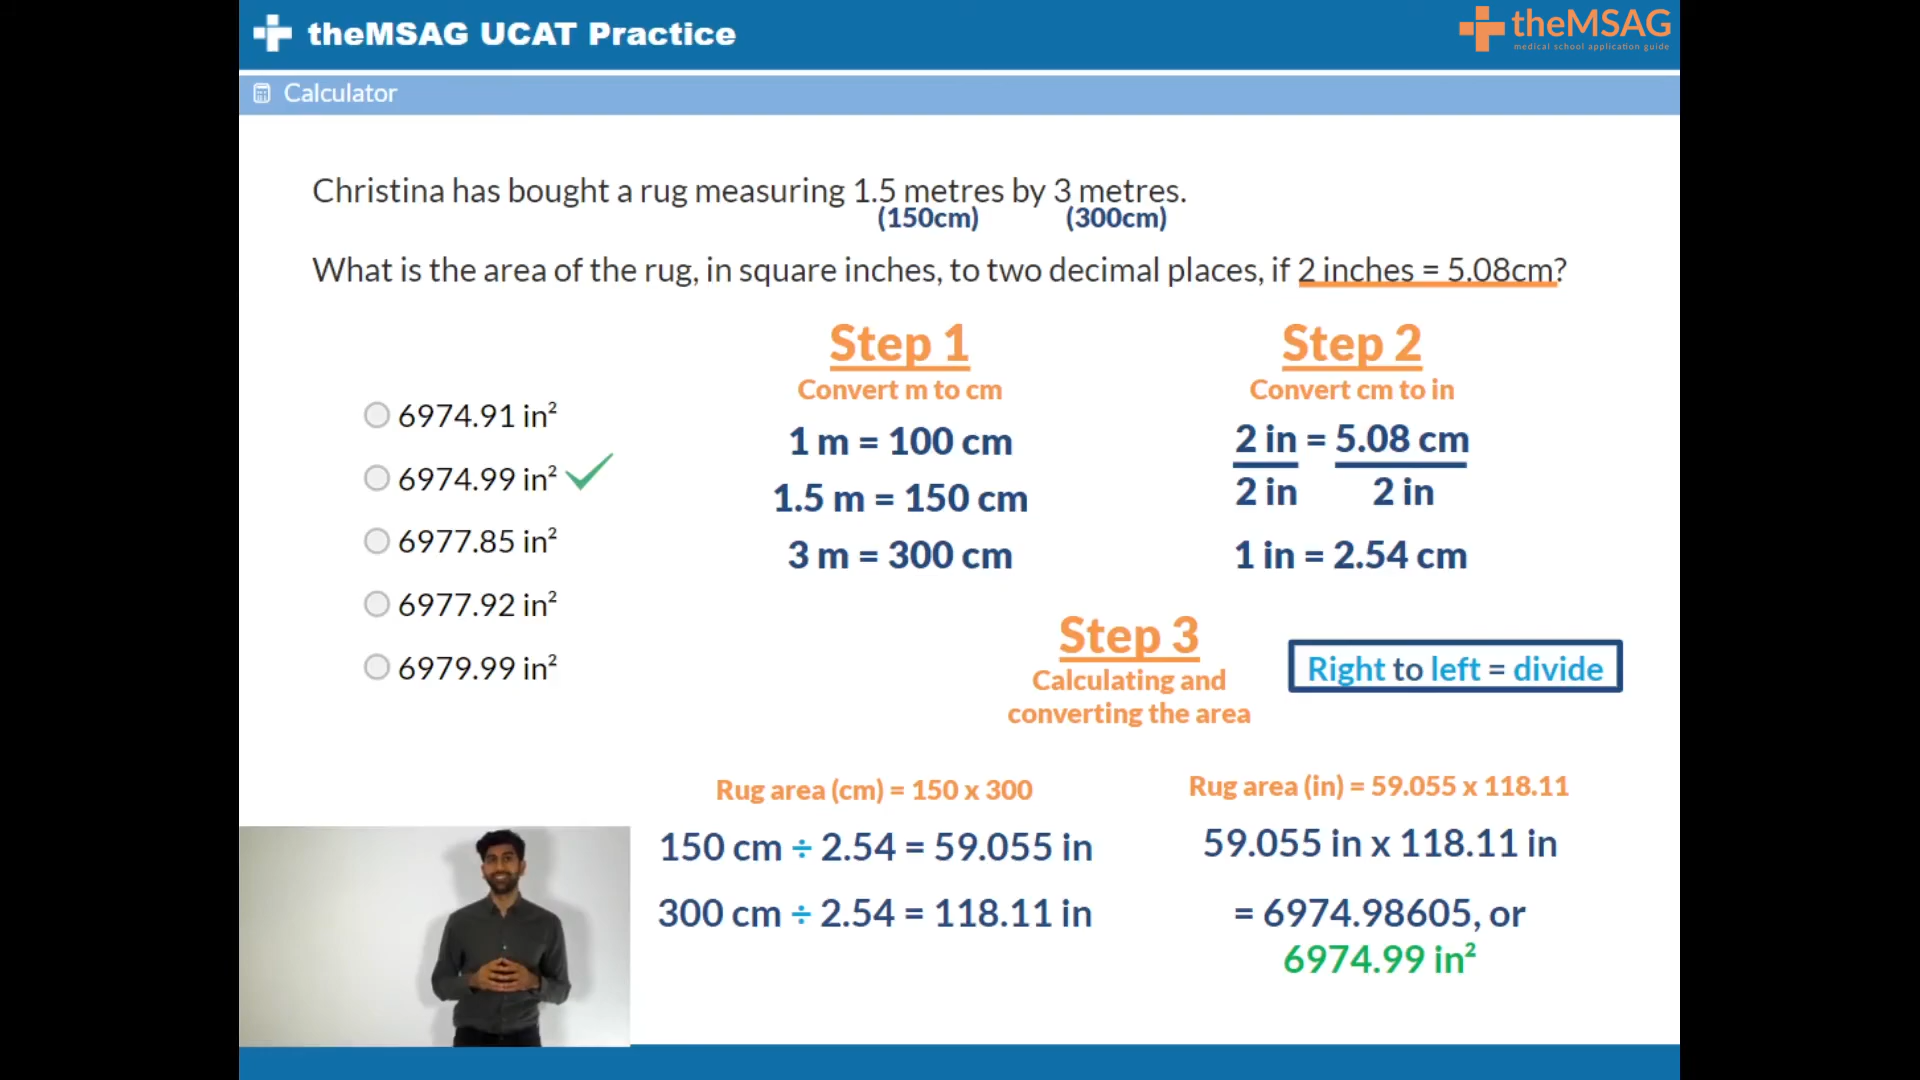 theMSAG UCAT Practice
theMSAG
medical school application guide
Calculator
Christina has bought a rug measuring 1.5 metres by 3 metres.
(150cm) (300cm)
What is the area of the rug, in square inches, to two decimal places, if 2 inches = 5.08cm?
6974.91 in²
6974.99 in²
6977.85 in²
6977.92 in²
6979.99 in²
Step 1
Convert m to cm
1 m = 100 cm
1.5 m = 150 cm
3 m = 300 cm
Step 2
Convert cm to in
2 in = 5.08 cm
2 in 2 in
1 in = 2.54 cm
Step 3
Calculating and
converting the area
Right to left = divide
Rug area (cm) = 150 x 300
150 cm ÷ 2.54 = 59.055 in
300 cm ÷ 2.54 = 118.11 in
Rug area (in) = 59.055 x 118.11
59.055 in x 118.11 in
= 6974.98605, or
6974.99 in²